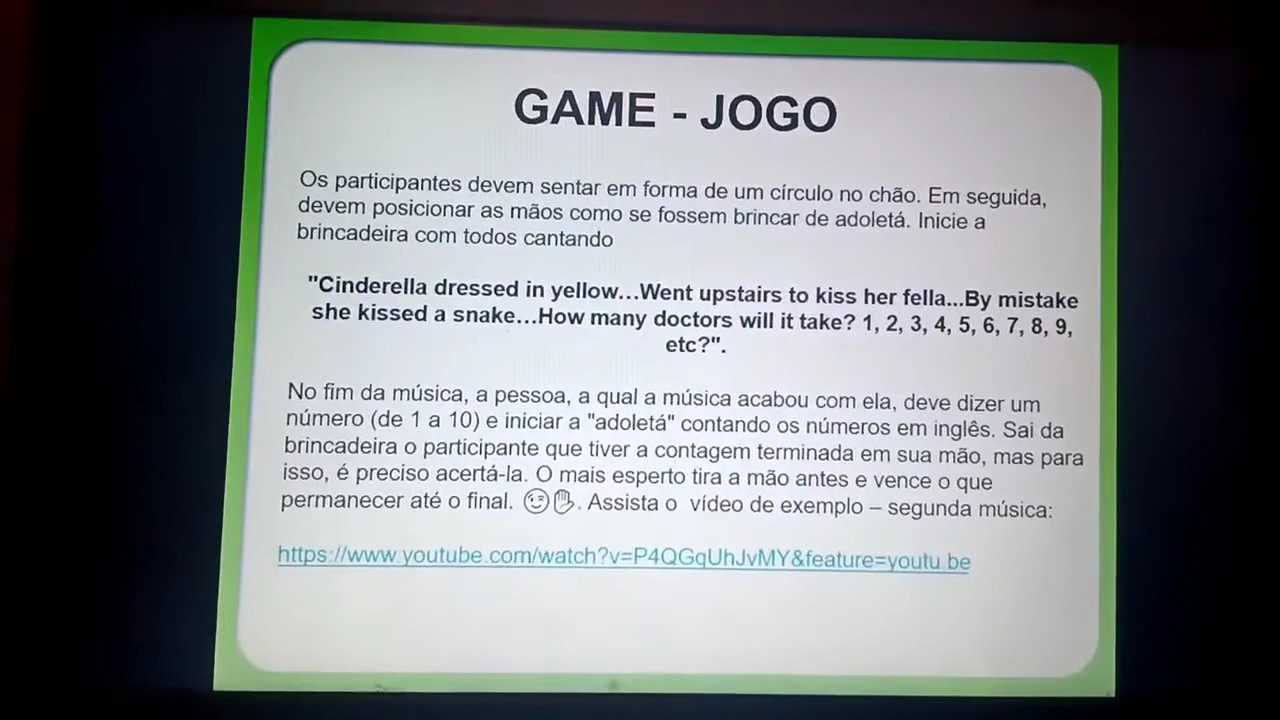 GAME - JOGO
Os participantes devem sentar em forma de um círculo no chão. Em seguida,
devem posicionar as mãos como se fossem brincar de adoletá. Inicie a
brincadeira com todos cantando
"Cinderella dressed in yellow…Went upstairs to kiss her fella...By mistake
she kissed a snake…How many doctors will it take? 1, 2, 3, 4, 5, 6, 7, 8, 9,
etc?".
No fim da música, a pessoa, a qual a música acabou com ela, deve dizer um
número (de 1 a 10) e iniciar a "adoletá" contando os números em inglês. Sai da
brincadeira o participante que tiver a contagem terminada em sua mão, mas para
isso, é preciso acertá-la. O mais esperto tira a mão antes e vence o que
permanecer até o final. 😉✋. Assista o vídeo de exemplo – segunda música:
https://www.youtube.com/watch?v=P4QGqUhJvMY&feature=youtu.be